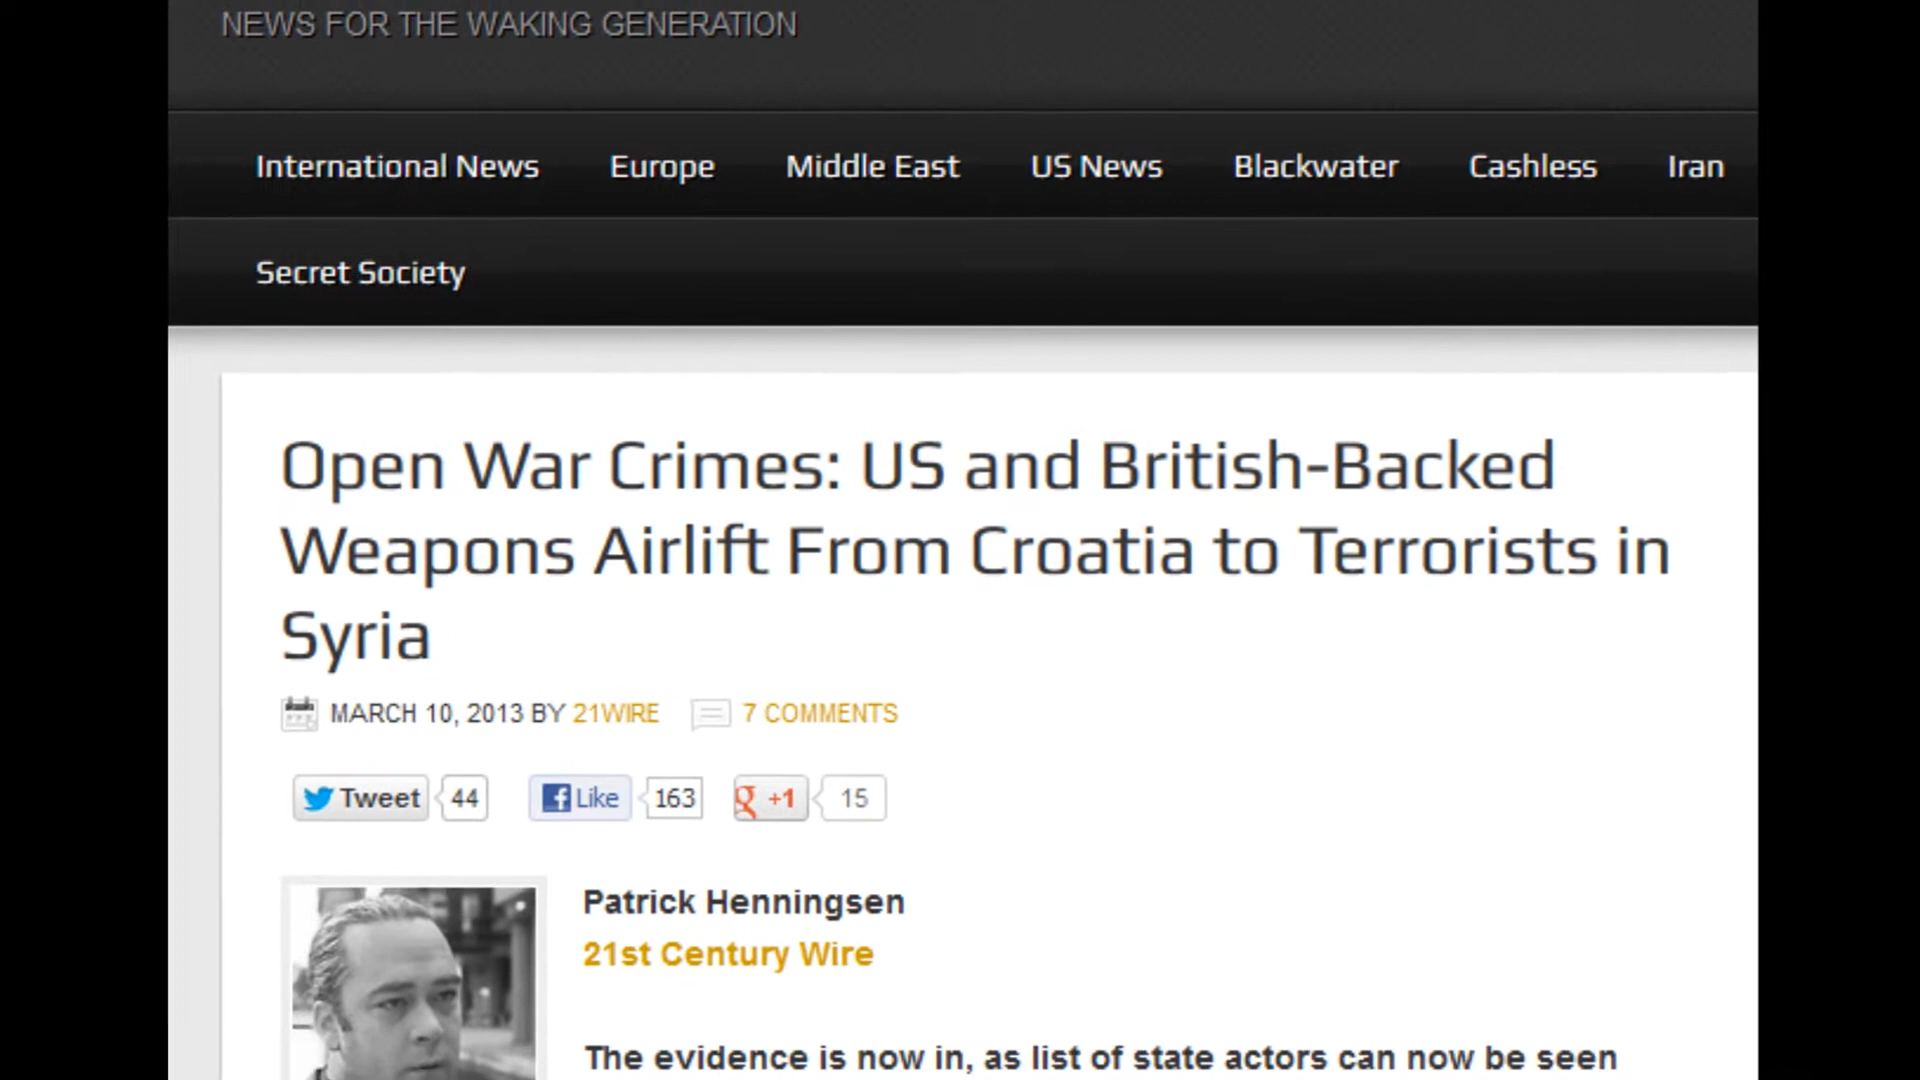 NEWS FOR THE WAKING GENERATION
International News Europe Middle East US News Blackwater Cashless Iran
Secret Society
Open War Crimes: US and British-Backed
Weapons Airlift From Croatia to Terrorists in
Syria
MARCH 10, 2013 BY 21WIRE 7 COMMENTS
Tweet 44 Like 163 +1 15
Patrick Henningsen
21st Century Wire
The evidence is now in, as list of state actors can now be seen